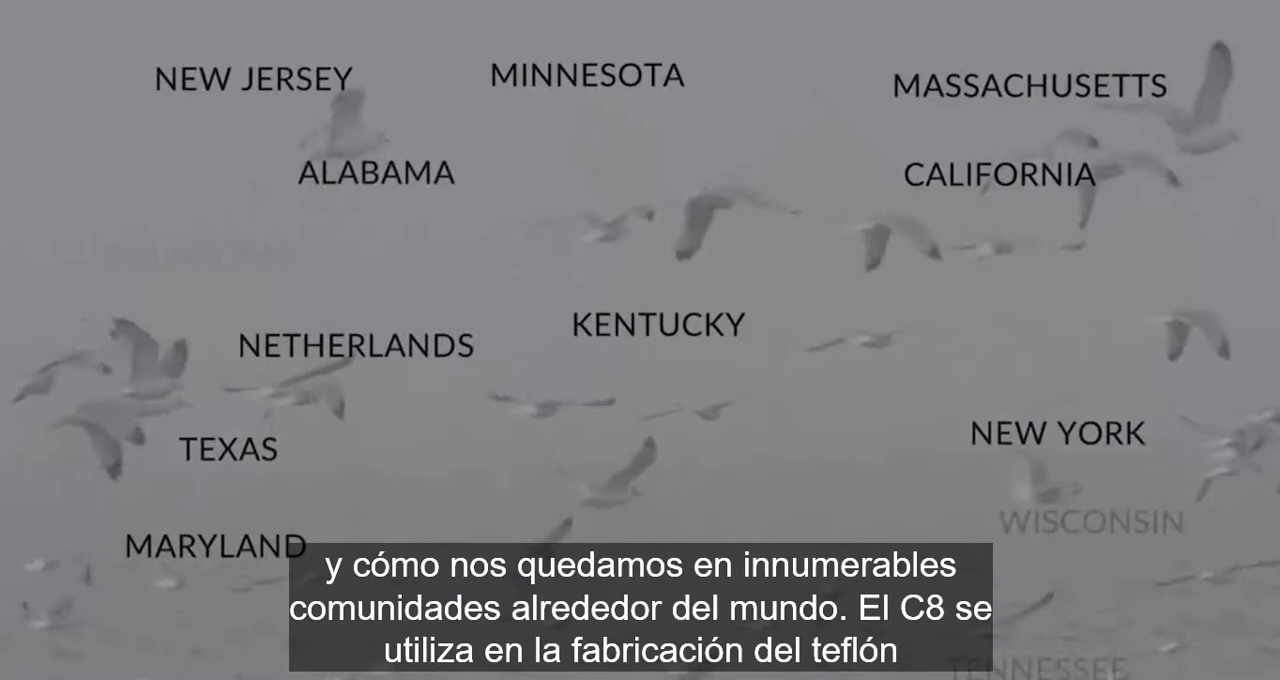 NEW JERSEY
MINNESOTA
MASSACHUSETTS
ALABAMA
CALIFORNIA
KENTUCKY
NETHERLANDS
NEW YORK
TEXAS
WISCONSIN
MARYLAND
y cómo nos quedamos en innumerables
comunidades alrededor del mundo. El C8 se
utiliza en la fabricación del teflón
TENNESSEE